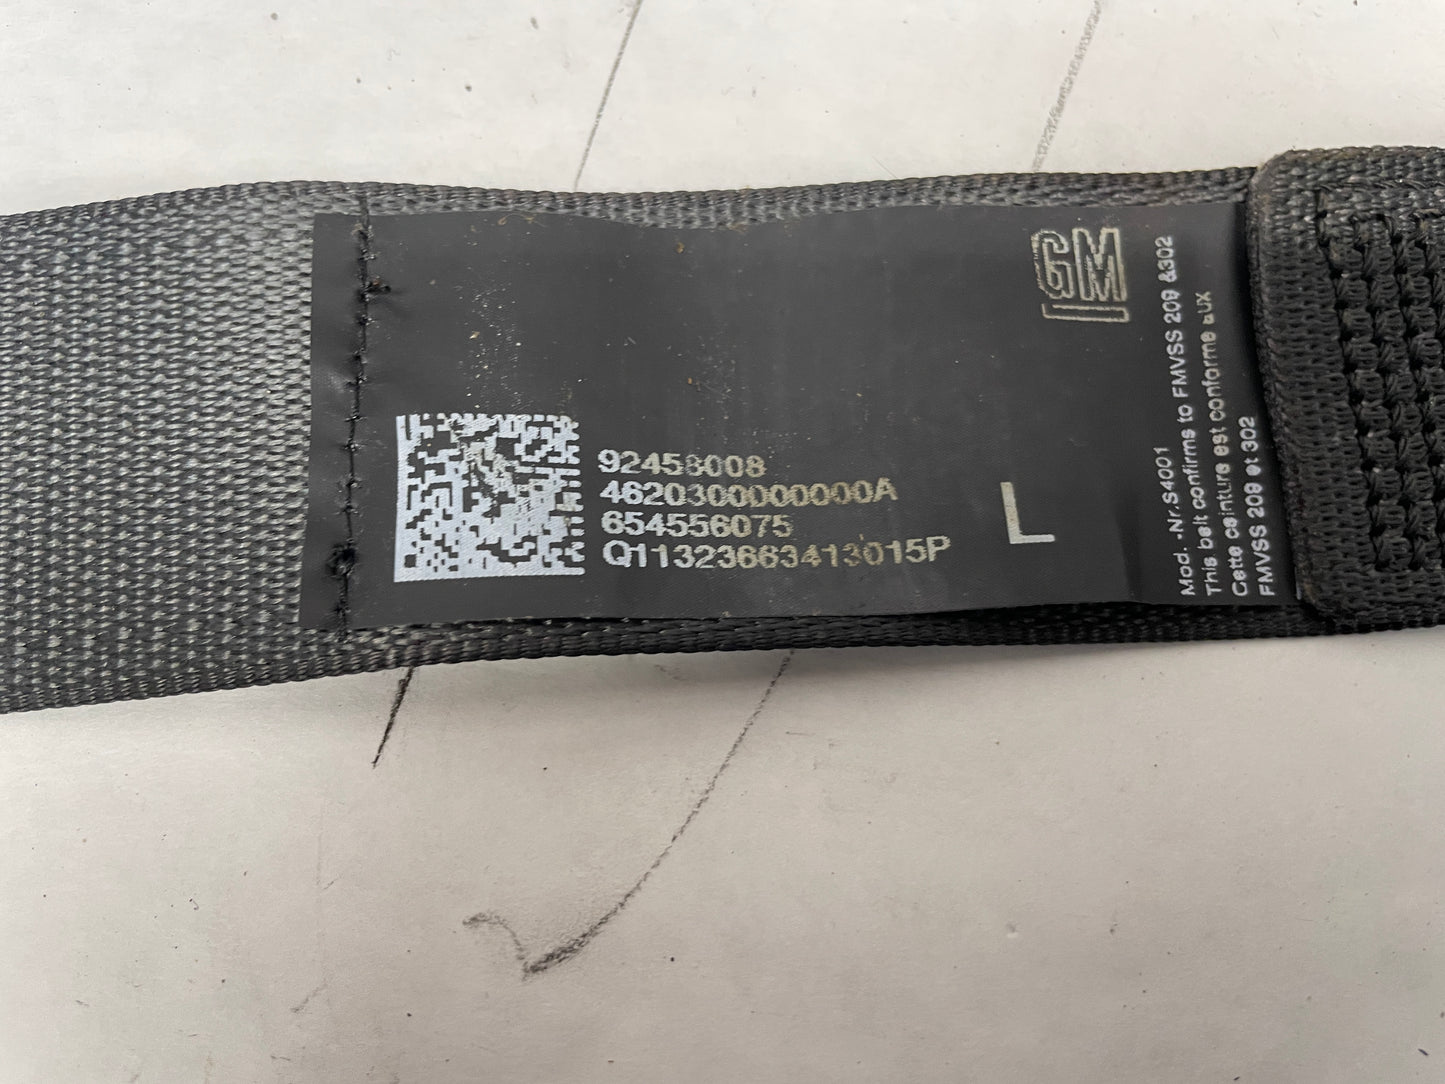 GM
92458008
4620300000000A
654556075
Q11323663413015P
L
Mod. -Nr.S4001
This belt confirms to FMVSS 209 &302
Cette ceinture est conforme aux
FMVSS 209 et 302